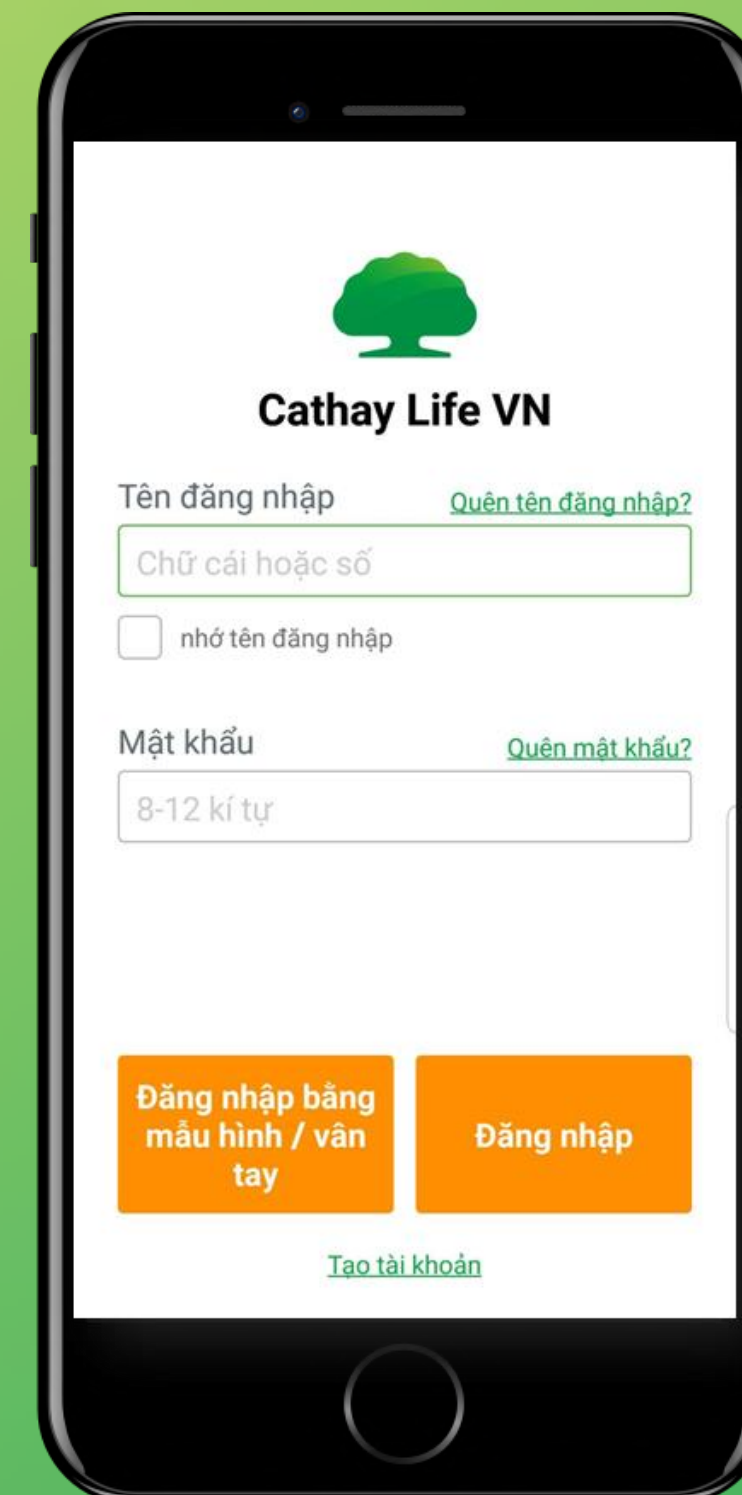 Cathay Life VN
Tên đăng nhập Quên tên đăng nhập?
Chữ cái hoặc số
nhớ tên đăng nhập
Mật khẩu Quên mật khẩu?
8-12 kí tự
Đăng nhập bằng
mẫu hình / vân
tay
Đăng nhập
Tạo tài khoản